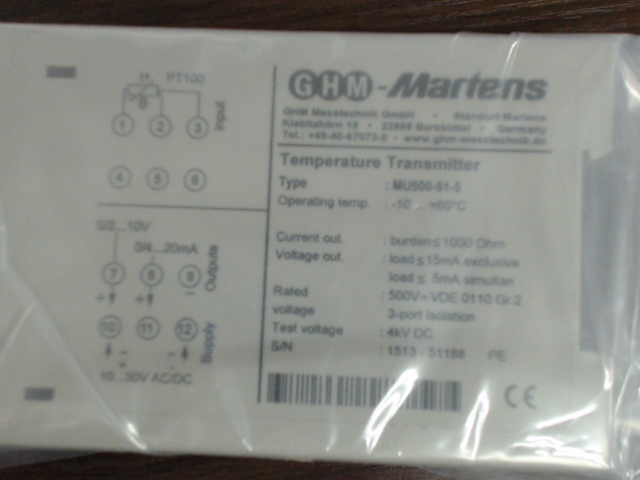 PT100
1 2 3
Input
4 5 6
0/2...10V
0/4...20mA
7 8 9
Outputs
10 11 12
Supply
10...30V AC/DC
GHM-Martens
GHM Messtechnik GmbH • Standort Martens
Kiebitzhörn 18 • 22885 Barsbüttel • Germany
Tel.: +49-40-67073-0 • www.ghm-messtechnik.de
Temperature Transmitter
Type : MU500-51-5
Operating temp. : -10 ... +60°C
Current out. : burden ≤ 1000 Ohm
Voltage out. : load ≤ 15mA exclusive
load ≤ 5mA simultan
Rated : 500V~ VDE 0110 Gr.2
voltage 3-port isolation
Test voltage : 4kV DC
S/N : 1513 - 51188 PE
CE